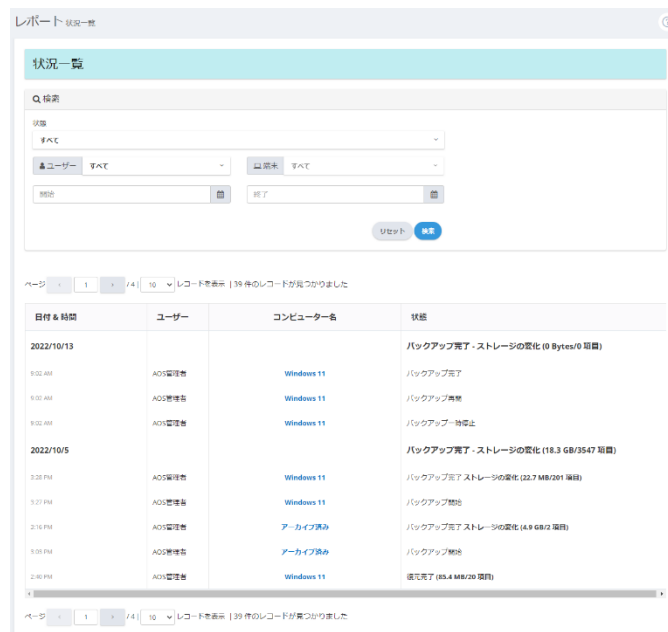 レポート 状況一覧
状況一覧
検索
状態
すべて
ユーザー すべて 端末 すべて
開始 終了
リセット 検索
ページ 1 / 4 | 10 レコードを表示 | 39 件のレコードが見つかりました
日付 & 時間 ユーザー コンピューター名 状態
2022/10/13 バックアップ完了 - ストレージの変化 (0 Bytes/0 項目)
9:02 AM AOS管理者 Windows 11 バックアップ完了
9:02 AM AOS管理者 Windows 11 バックアップ再開
9:02 AM AOS管理者 Windows 11 バックアップ一時停止
2022/10/5 バックアップ完了 - ストレージの変化 (18.3 GB/3547 項目)
3:28 PM AOS管理者 Windows 11 バックアップ完了 ストレージの変化 (22.7 MB/201 項目)
3:27 PM AOS管理者 Windows 11 バックアップ開始
2:16 PM AOS管理者 アーカイブ済み バックアップ完了 ストレージの変化 (4.9 GB/2 項目)
AOS管理者 アーカイブ済み バックアップ開始
2:40 PM AOS管理者 Windows 11 復元完了 (85.4 MB/20 項目)
ページ 1 / 4 | 10 レコードを表示 | 39 件のレコードが見つかりました